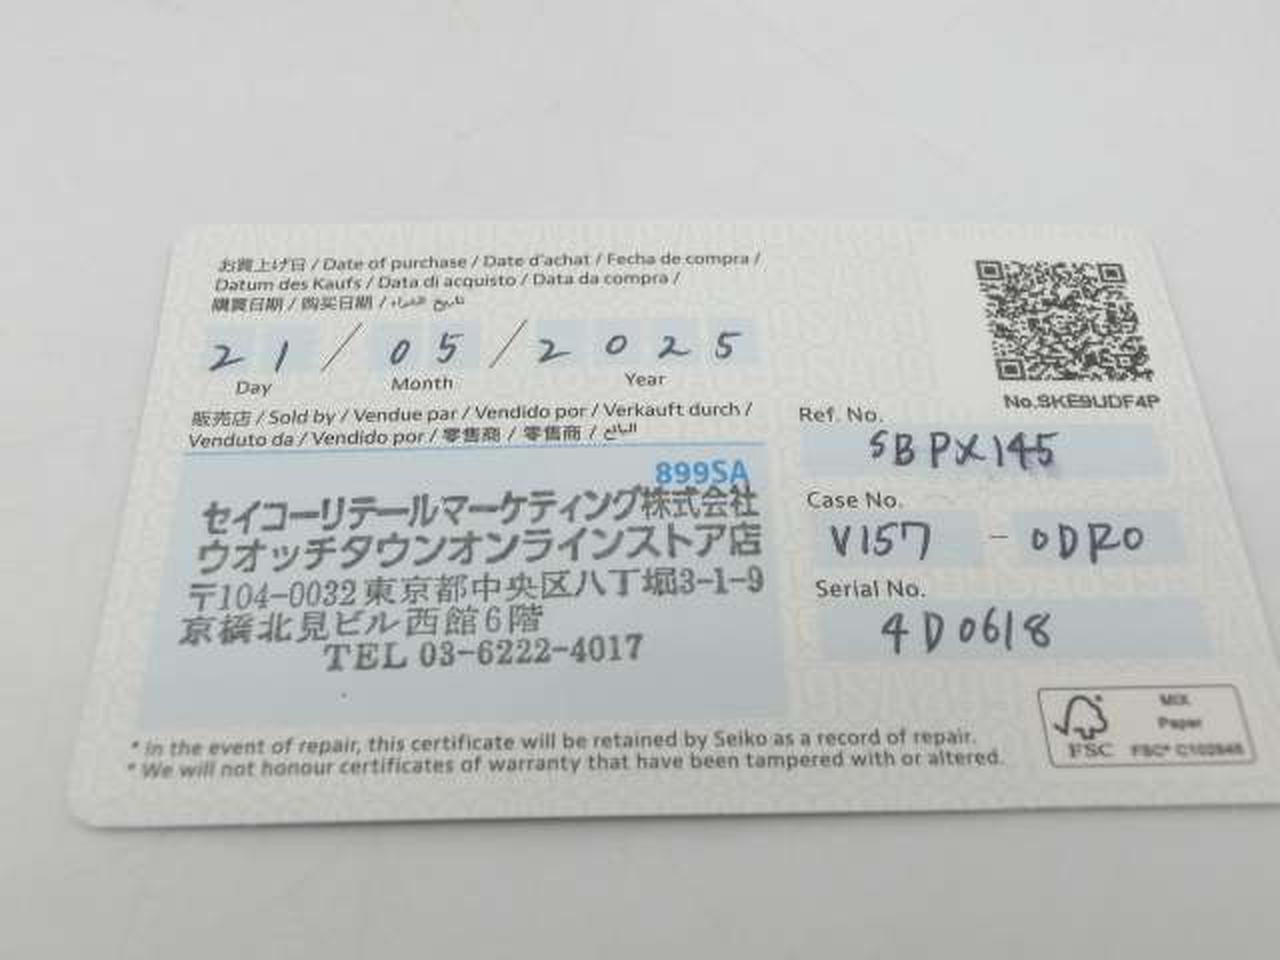 お買上げ日 / Date of purchase / Date d'achat / Fecha de compra /
Datum des Kaufs / Data di acquisto / Data da compra /
購買日期 / 购买日期 / تاريخ الشراء
21 / 05 / 2025
Day Month Year
販売店 / Sold by / Vendue par / Vendido por / Verkauft durch /
Venduto da / Vendido por / 零售商 / 零售商 / البائع
899SA
セイコーリテールマーケティング株式会社
ウオッチタウンオンラインストア店
〒104-0032 東京都中央区八丁堀3-1-9
京橋北見ビル西館6階
TEL 03-6222-4017
No.SKE9UDF4P
Ref. No.
SBPX145
Case No.
V157 - 0DR0
Serial No.
4D0618
* In the event of repair, this certificate will be retained by Seiko as a record of repair.
* We will not honour certificates of warranty that have been tampered with or altered.
MIX
Paper
FSC